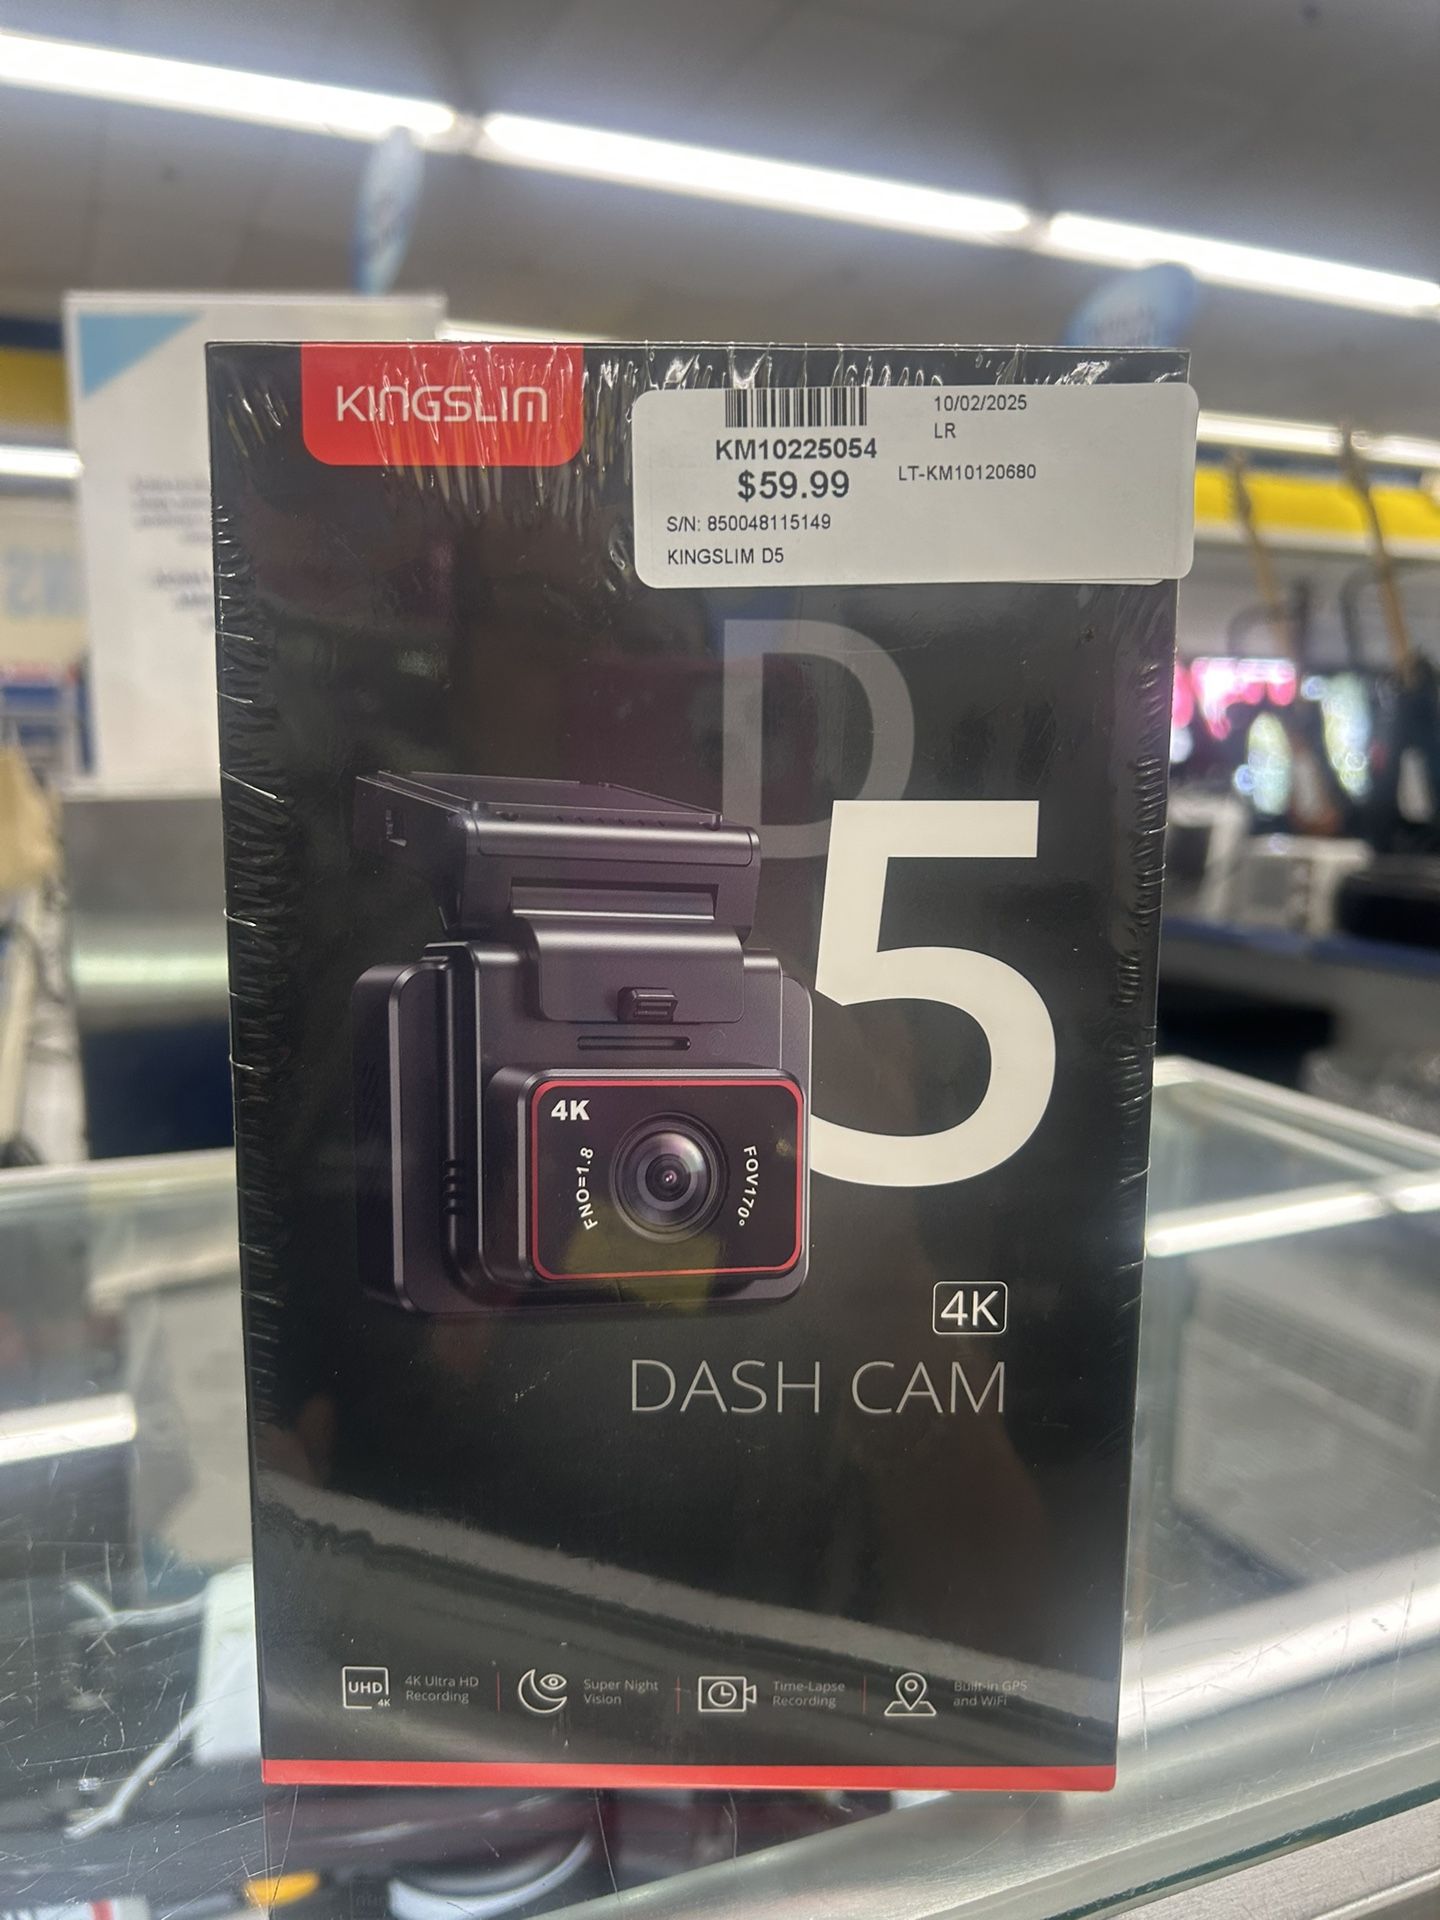 KINGSLIM
10/02/2025
LR
KM10225054
$59.99
LT-KM10120680
S/N: 850048115149
KINGSLIM D5
D5
4K
FNO=1.8
FOV170°
4K
DASH CAM
UHD 4K
4K Ultra HD
Recording
Super Night
Vision
Time-Lapse
Recording
Built-in GPS
and WiFi